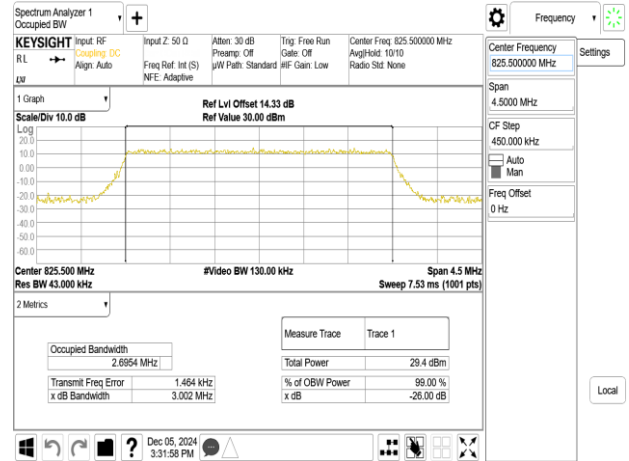 Spectrum Analyzer 1
Occupied BW
+
Frequency
KEYSIGHT
RL
LXI
Input: RF
Coupling: DC
Align: Auto
Input Z: 50 Ω
Freq Ref: Int (S)
NFE: Adaptive
Atten: 30 dB
Preamp: Off
µW Path: Standard
Trig: Free Run
Gate: Off
#IF Gain: Low
Center Freq: 825.500000 MHz
Avg|Hold: 10/10
Radio Std: None
Center Frequency
825.500000 MHz
Settings
Span
4.5000 MHz
CF Step
450.000 kHz
Auto
Man
Freq Offset
0 Hz
Local
1 Graph
Scale/Div 10.0 dB
Ref Lvl Offset 14.33 dB
Ref Value 30.00 dBm
Log
20.0
10.0
0.00
-10.0
-20.0
-30.0
-40.0
-50.0
-60.0
Center 825.500 MHz
Res BW 43.000 kHz
#Video BW 130.00 kHz
Span 4.5 MHz
Sweep 7.53 ms (1001 pts)
2 Metrics
Measure Trace Trace 1
Occupied Bandwidth
2.6954 MHz
Total Power 29.4 dBm
Transmit Freq Error 1.464 kHz
% of OBW Power 99.00 %
x dB Bandwidth 3.002 MHz
x dB -26.00 dB
?
Dec 05, 2024
3:31:58 PM